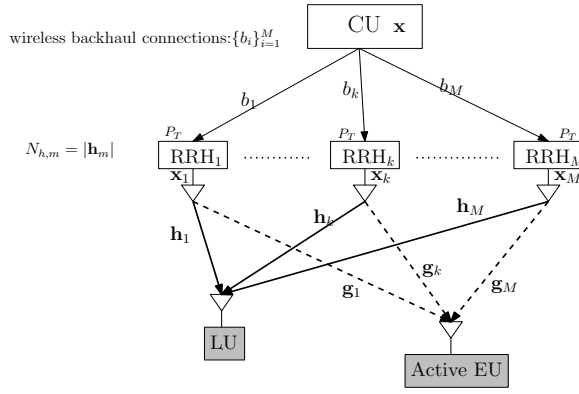 CU x
wireless backhaul connections:{b_i}_{i=1}^M
b_1 b_k b_M
P_T P_T P_T
N_{h,m} = |h_m|
RRH_1 ............ RRH_k ............... RRH_M
x_1 x_k x_M
h_1 h_k h_M
g_1 g_k g_M
LU
Active EU